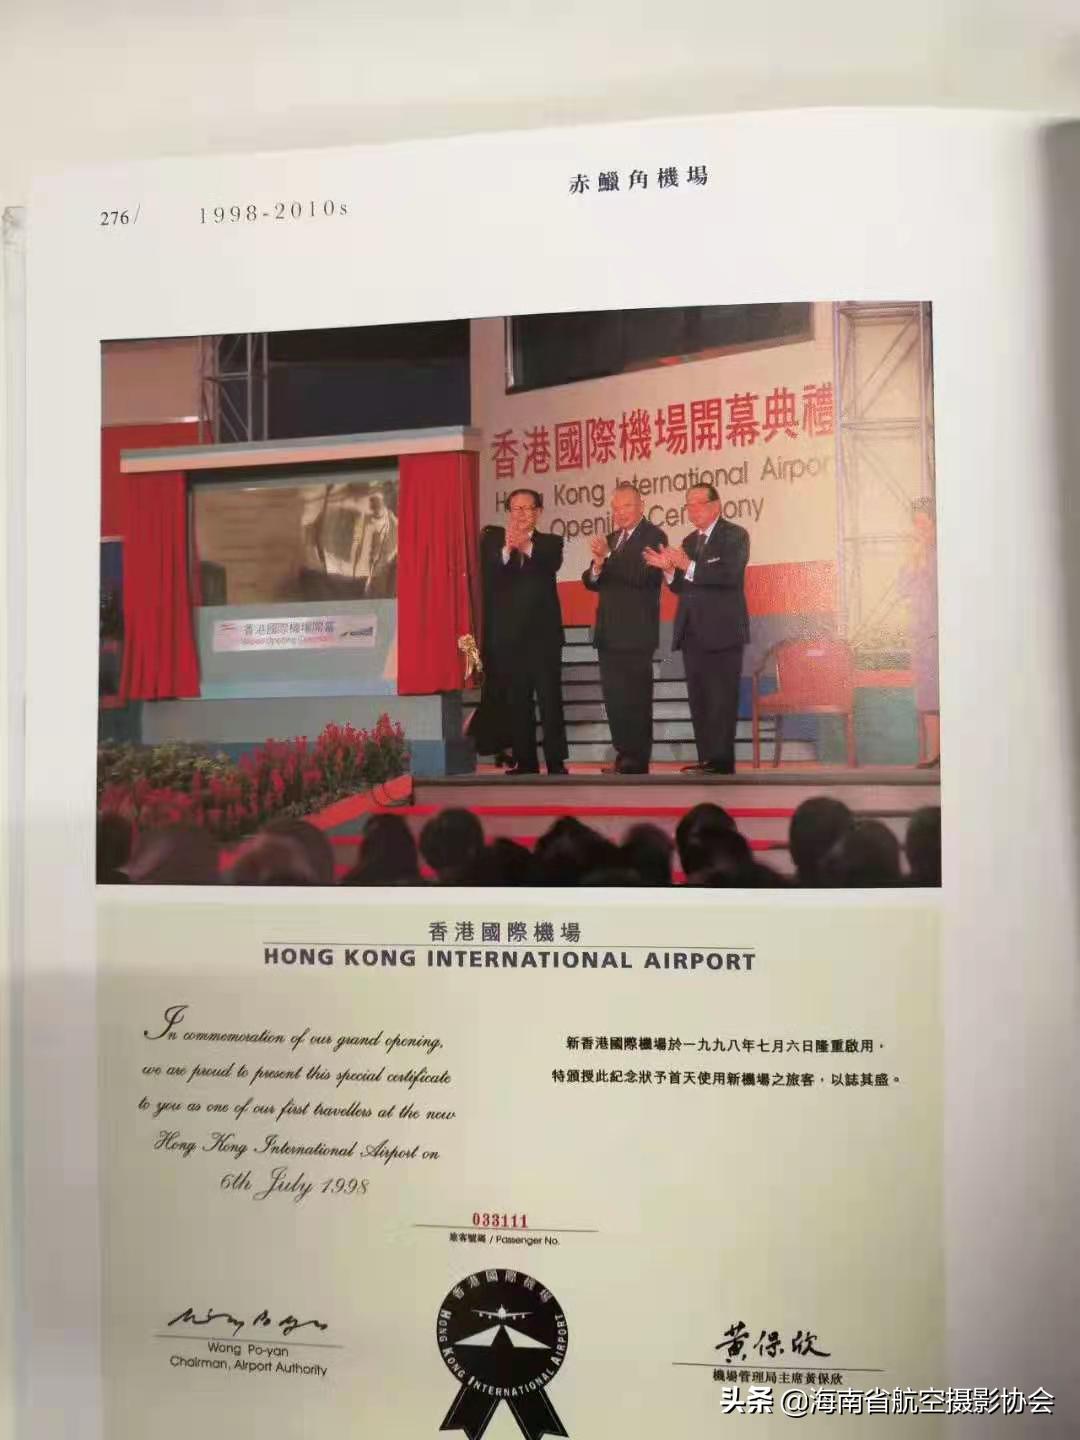 赤鱲角機場
276/ 1998-2010s
香港國際機場開幕典禮
Hong Kong International Airport
Opening Ceremony
香港國際機場開幕
香港國際機場
HONG KONG INTERNATIONAL AIRPORT
In commemoration of our grand opening,
we are proud to present this special certificate
to you as one of our first travellers at the new
Hong Kong International Airport on
6th July 1998
新香港國際機場於一九九八年七月六日隆重啟用，
特頒授此紀念狀予首天使用新機場之旅客，以誌其盛。
033111
旅客號碼 / Passenger No.
香港國際機場
HONG KONG INTERNATIONAL AIRPORT
Wong Po-yan
Chairman, Airport Authority
黃保欣
機場管理局主席黃保欣
头条 @海南省航空摄影协会